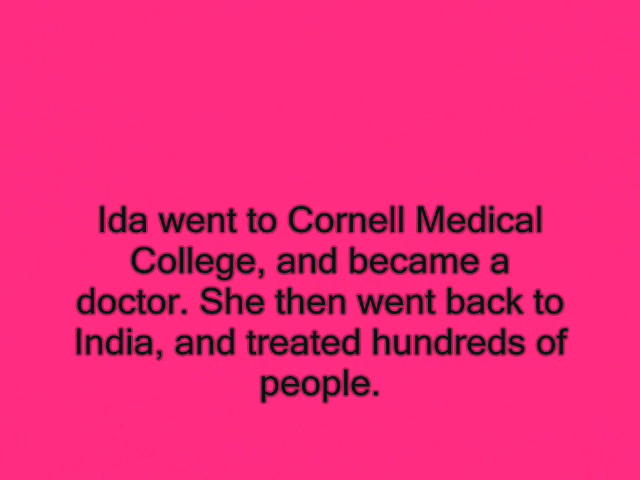 Ida went to Cornell Medical
College, and became a
doctor. She then went back to
India, and treated hundreds of
people.